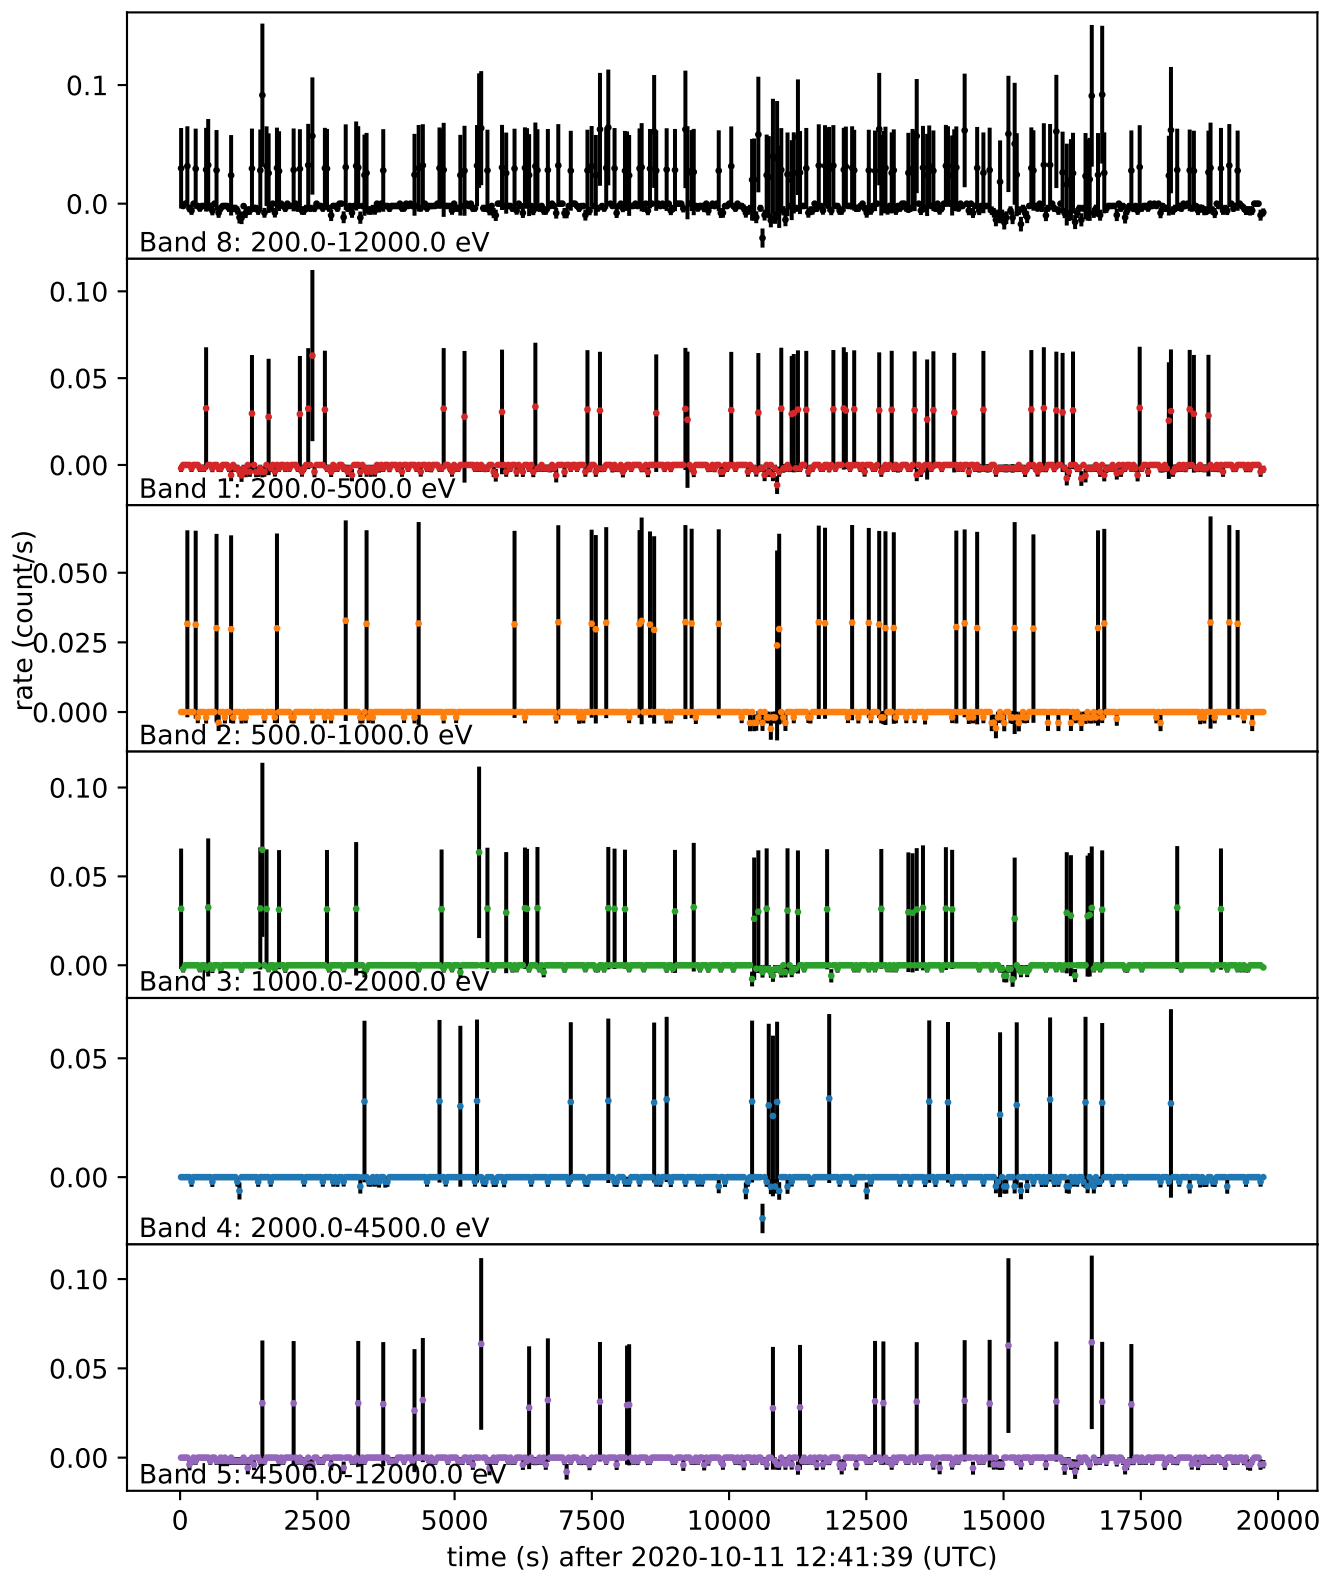 0.1
0.0
Band 8: 200.0-12000.0 eV
0.10
0.05
0.00
Band 1: 200.0-500.0 eV
rate (count/s)
0.050
0.025
0.000
Band 2: 500.0-1000.0 eV
0.10
0.05
0.00
Band 3: 1000.0-2000.0 eV
0.05
0.00
Band 4: 2000.0-4500.0 eV
0.10
0.05
0.00
Band 5: 4500.0-12000.0 eV
0 2500 5000 7500 10000 12500 15000 17500 20000
time (s) after 2020-10-11 12:41:39 (UTC)